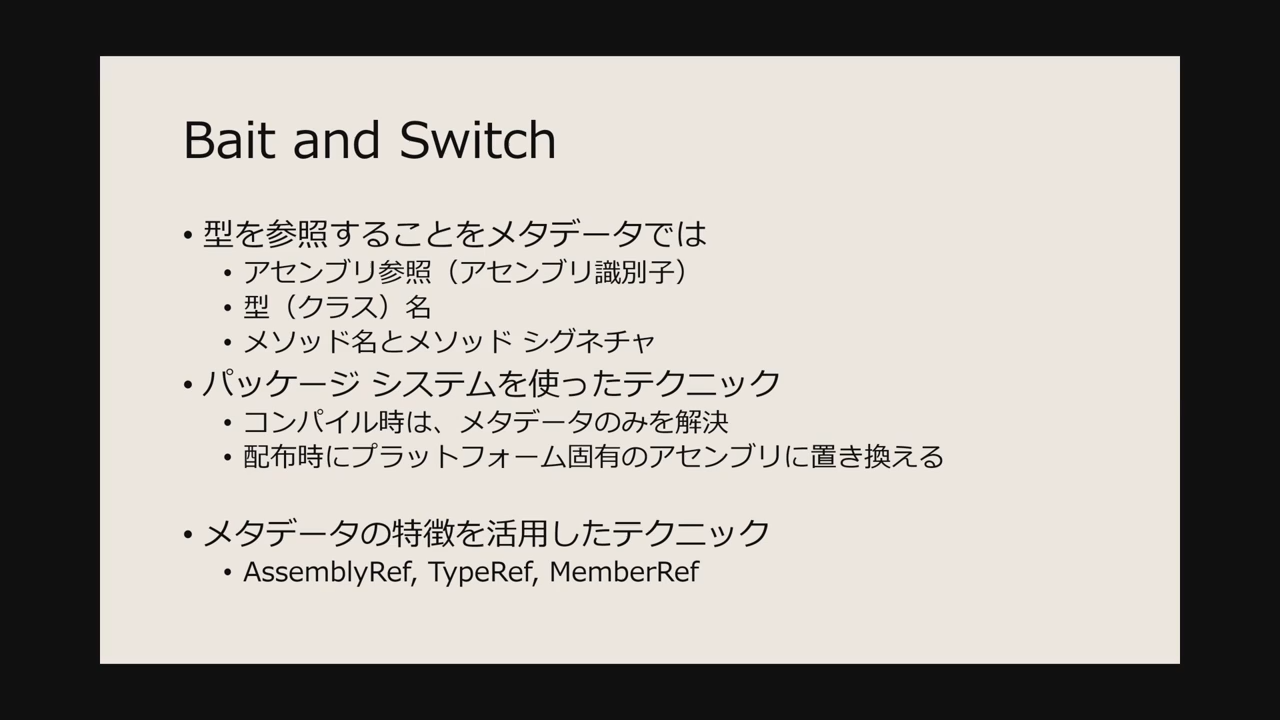 Bait and Switch
• 型を参照することをメタデータでは
• アセンブリ参照（アセンブリ識別子）
• 型（クラス）名
• メソッド名とメソッド シグネチャ
• パッケージ システムを使ったテクニック
• コンパイル時は、メタデータのみを解決
• 配布時にプラットフォーム固有のアセンブリに置き換える
• メタデータの特徴を活用したテクニック
• AssemblyRef, TypeRef, MemberRef